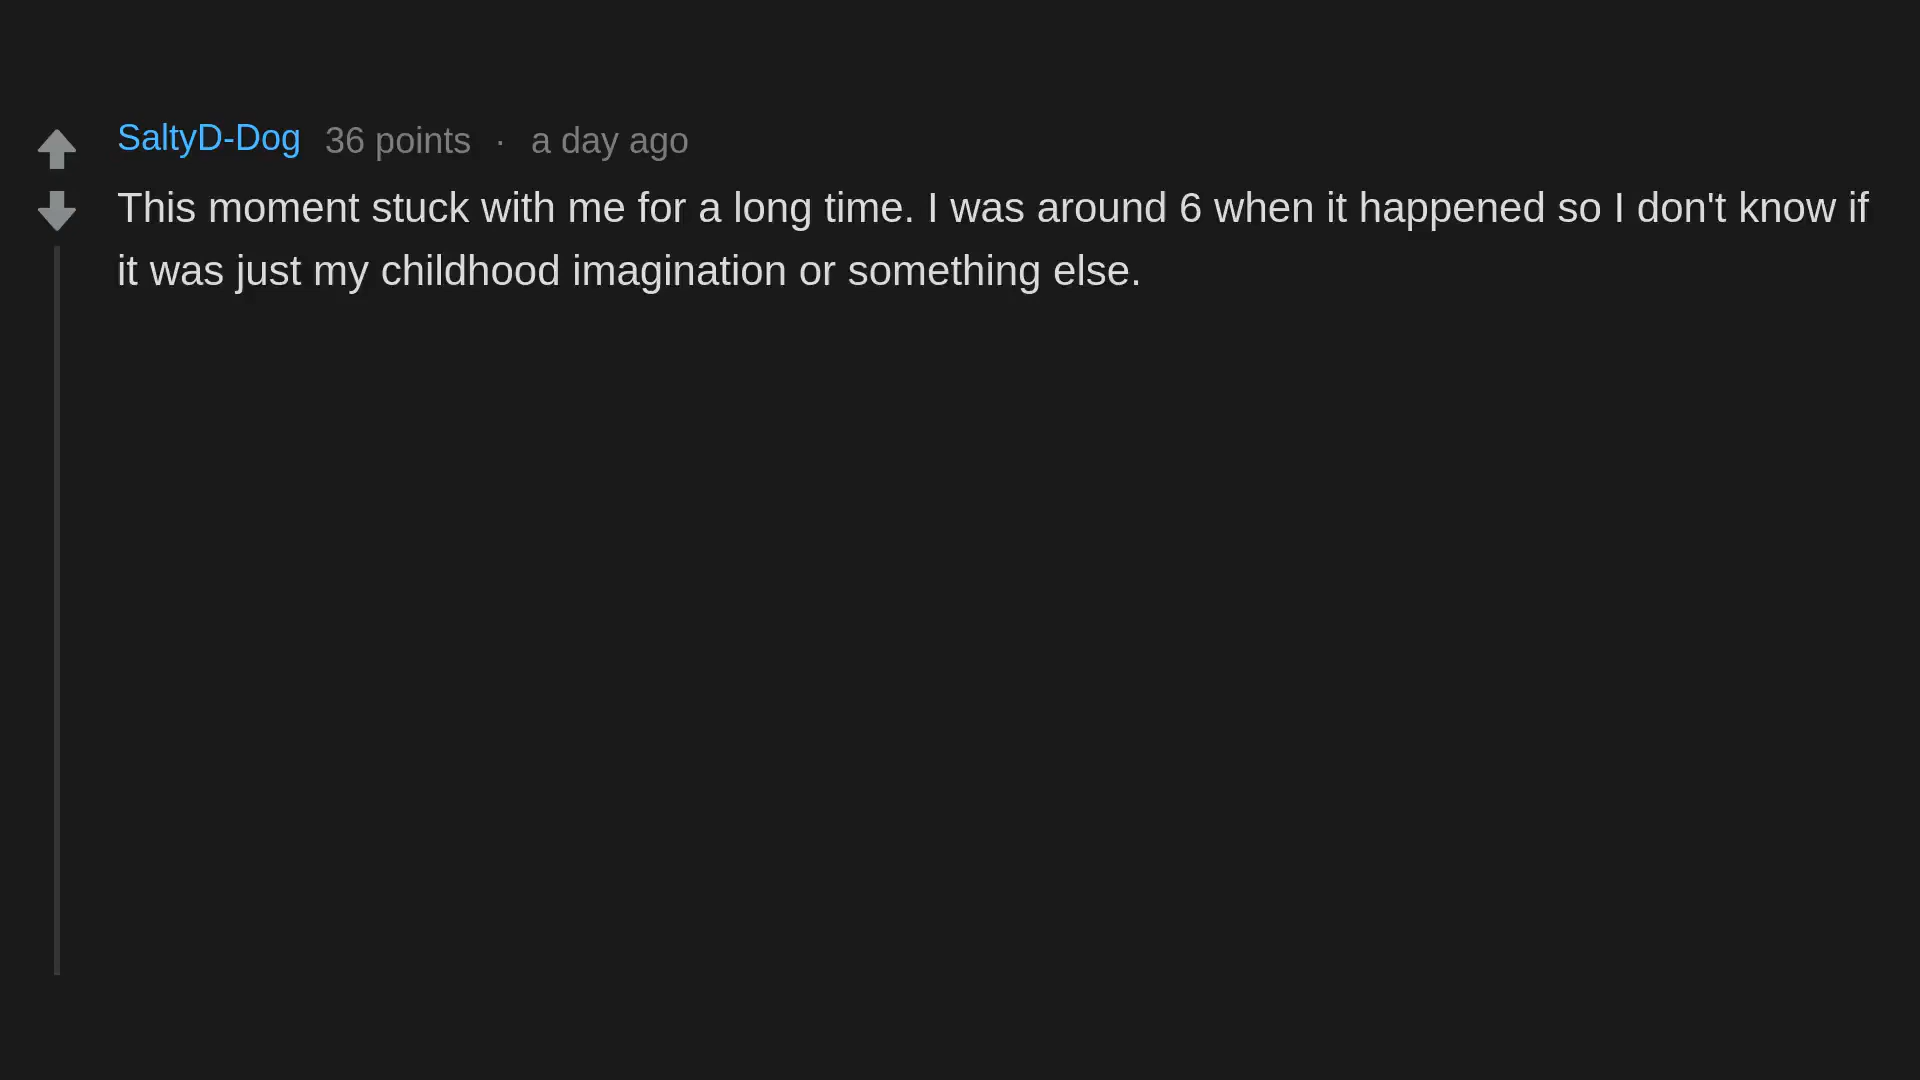 SaltyD-Dog 36 points · a day ago
This moment stuck with me for a long time. I was around 6 when it happened so I don't know if
it was just my childhood imagination or something else.